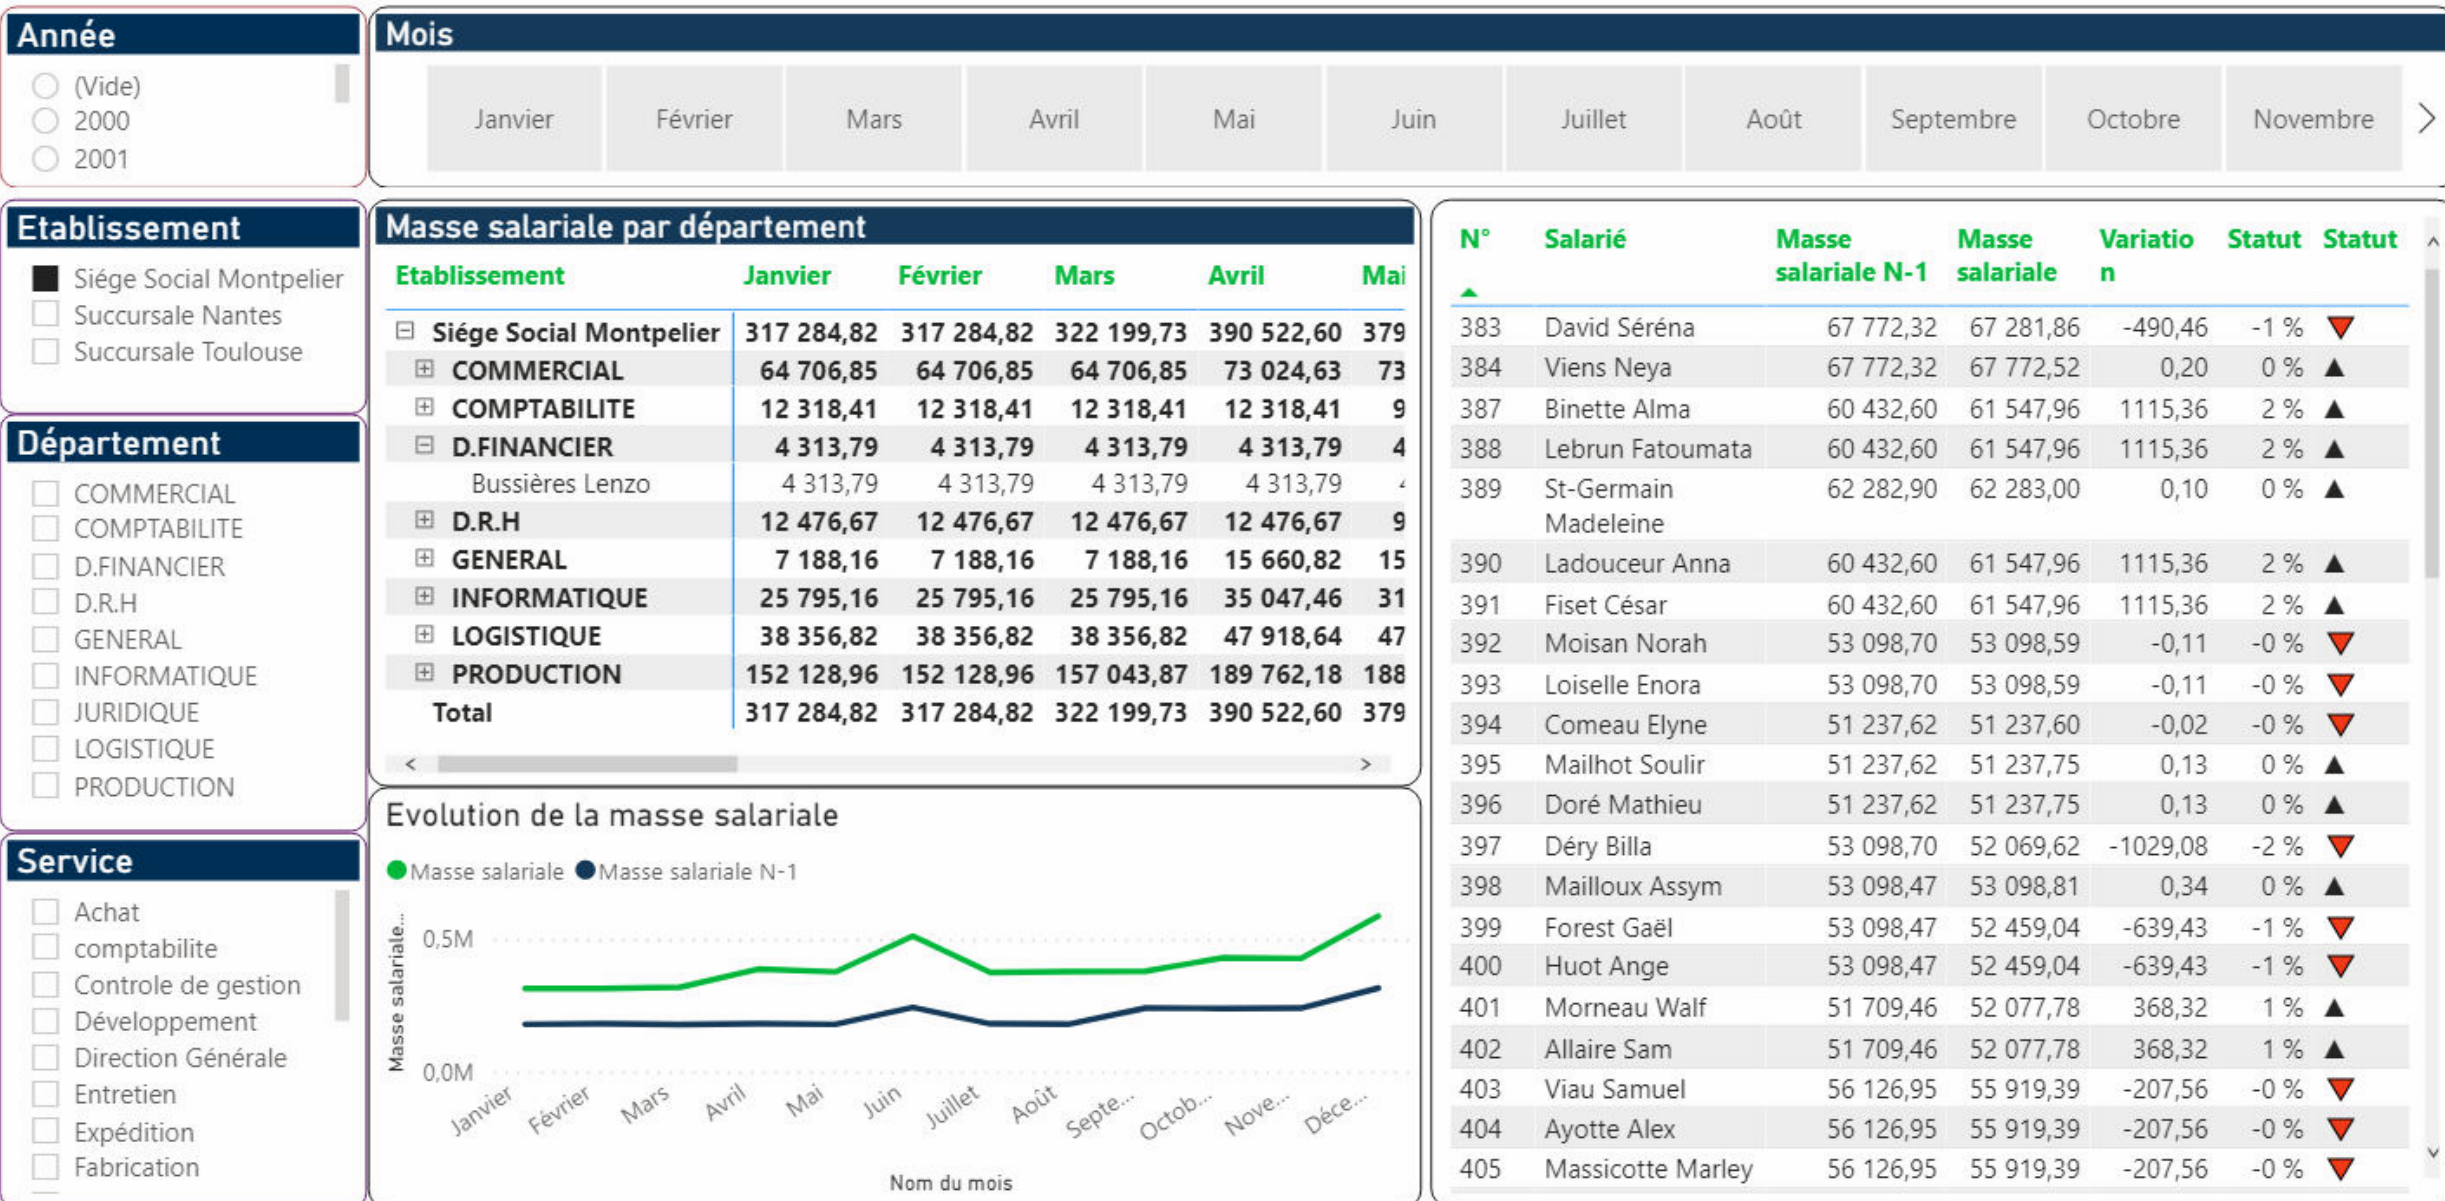 Année
(Vide)
2000
2001
Mois
Janvier Février Mars Avril Mai Juin Juillet Août Septembre Octobre Novembre
Etablissement
Siége Social Montpelier
Succursale Nantes
Succursale Toulouse
Département
COMMERCIAL
COMPTABILITE
D.FINANCIER
D.R.H
GENERAL
INFORMATIQUE
JURIDIQUE
LOGISTIQUE
PRODUCTION
Service
Achat
comptabilite
Controle de gestion
Développement
Direction Générale
Entretien
Expédition
Fabrication
Masse salariale par département
Etablissement Janvier Février Mars Avril Mai
Siége Social Montpelier 317 284,82 317 284,82 322 199,73 390 522,60 379
COMMERCIAL 64 706,85 64 706,85 64 706,85 73 024,63 73
COMPTABILITE 12 318,41 12 318,41 12 318,41 12 318,41 9
D.FINANCIER 4 313,79 4 313,79 4 313,79 4 313,79 4
Bussières Lenzo 4 313,79 4 313,79 4 313,79 4 313,79
D.R.H 12 476,67 12 476,67 12 476,67 12 476,67 9
GENERAL 7 188,16 7 188,16 7 188,16 15 660,82 15
INFORMATIQUE 25 795,16 25 795,16 25 795,16 35 047,46 31
LOGISTIQUE 38 356,82 38 356,82 38 356,82 47 918,64 47
PRODUCTION 152 128,96 152 128,96 157 043,87 189 762,18 188
Total 317 284,82 317 284,82 322 199,73 390 522,60 379
Evolution de la masse salariale
Masse salariale Masse salariale N-1
Masse salariale...
0,5M
0,0M
Janvier Février Mars Avril Mai Juin Juillet Août Septe... Octob... Nove... Déce...
Nom du mois
N° Salarié Masse Masse Variatio Statut Statut
salariale N-1 salariale n
383 David Séréna 67 772,32 67 281,86 -490,46 -1 %
384 Viens Neya 67 772,32 67 772,52 0,20 0 %
387 Binette Alma 60 432,60 61 547,96 1115,36 2 %
388 Lebrun Fatoumata 60 432,60 61 547,96 1115,36 2 %
389 St-Germain 62 282,90 62 283,00 0,10 0 %
Madeleine
390 Ladouceur Anna 60 432,60 61 547,96 1115,36 2 %
391 Fiset César 60 432,60 61 547,96 1115,36 2 %
392 Moisan Norah 53 098,70 53 098,59 -0,11 -0 %
393 Loiselle Enora 53 098,70 53 098,59 -0,11 -0 %
394 Comeau Elyne 51 237,62 51 237,60 -0,02 -0 %
395 Mailhot Soulir 51 237,62 51 237,75 0,13 0 %
396 Doré Mathieu 51 237,62 51 237,75 0,13 0 %
397 Déry Billa 53 098,70 52 069,62 -1029,08 -2 %
398 Mailloux Assym 53 098,47 53 098,81 0,34 0 %
399 Forest Gaël 53 098,47 52 459,04 -639,43 -1 %
400 Huot Ange 53 098,47 52 459,04 -639,43 -1 %
401 Morneau Walf 51 709,46 52 077,78 368,32 1 %
402 Allaire Sam 51 709,46 52 077,78 368,32 1 %
403 Viau Samuel 56 126,95 55 919,39 -207,56 -0 %
404 Ayotte Alex 56 126,95 55 919,39 -207,56 -0 %
405 Massicotte Marley 56 126,95 55 919,39 -207,56 -0 %